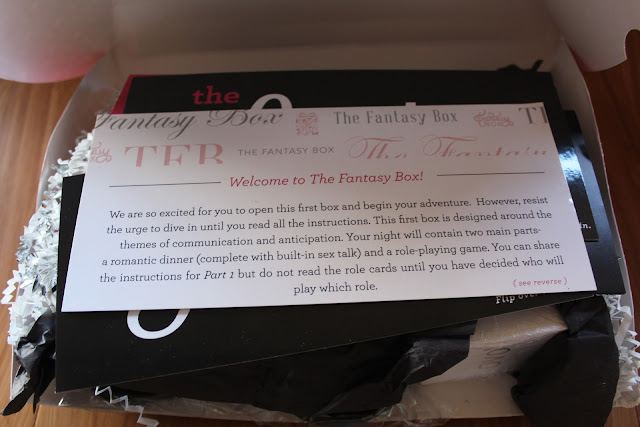 the
Fantasy Box The Fantasy Box
TFB THE FANTASY BOX The Fantasy
Welcome to The Fantasy Box!
We are so excited for you to open this first box and begin your adventure. However, resist
the urge to dive in until you read all the instructions. This first box is designed around the
themes of communication and anticipation. Your night will contain two main parts-
a romantic dinner (complete with built-in sex talk) and a role-playing game. You can share
the instructions for Part 1 but do not read the role cards until you have decided who will
play which role.
( see reverse )
Flip over